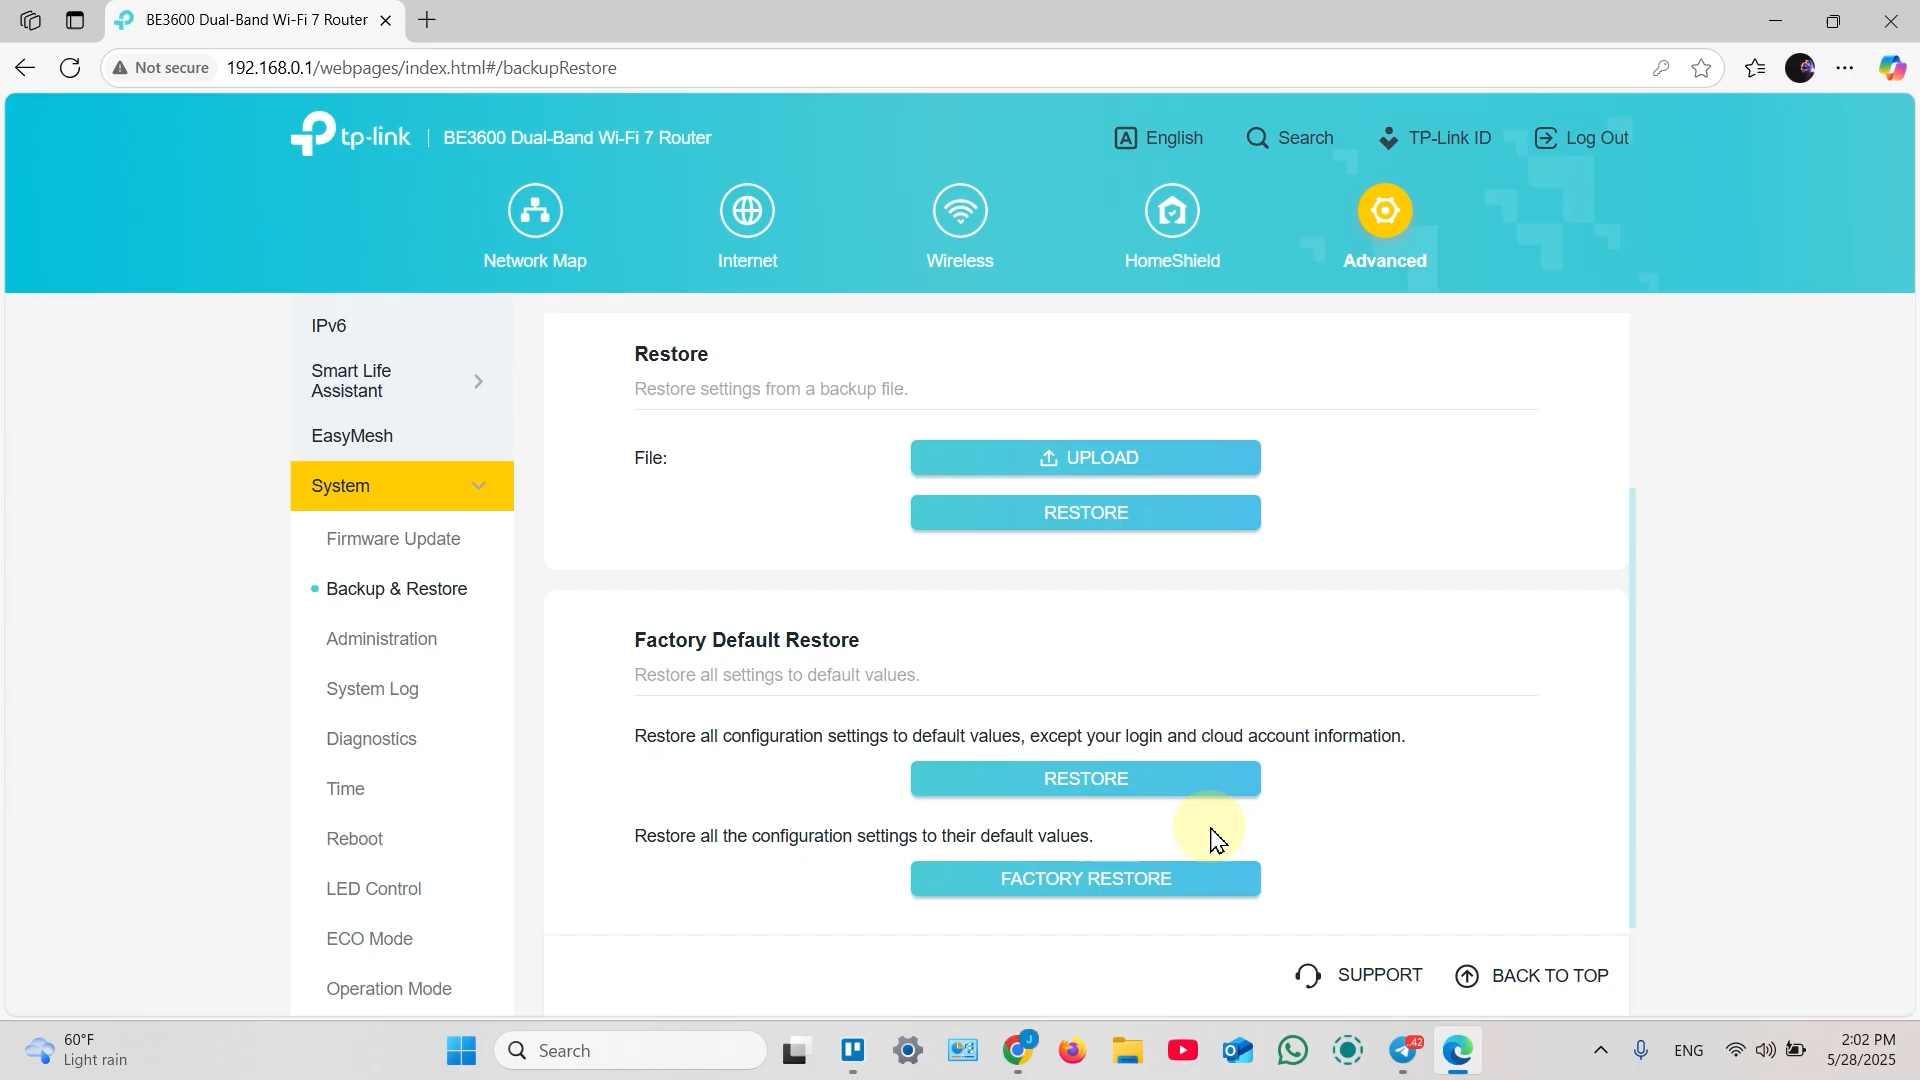 BE3600 Dual-Band Wi-Fi 7 Router
Not secure
192.168.0.1/webpages/index.html#/backupRestore
tp-link | BE3600 Dual-Band Wi-Fi 7 Router
English
Search
TP-Link ID
Log Out
Network Map
Internet
Wireless
HomeShield
Advanced
IPv6
Smart Life
Assistant
EasyMesh
System
Firmware Update
Backup & Restore
Administration
System Log
Diagnostics
Time
Reboot
LED Control
ECO Mode
Operation Mode
Restore
Restore settings from a backup file.
File:
UPLOAD
RESTORE
Factory Default Restore
Restore all settings to default values.
Restore all configuration settings to default values, except your login and cloud account information.
RESTORE
Restore all the configuration settings to their default values.
FACTORY RESTORE
SUPPORT
BACK TO TOP
60°F
Light rain
Search
J
42
ENG
2:02 PM
5/28/2025